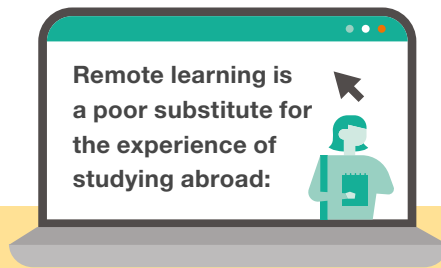 Remote learning is
a poor substitute for
the experience of
studying abroad: